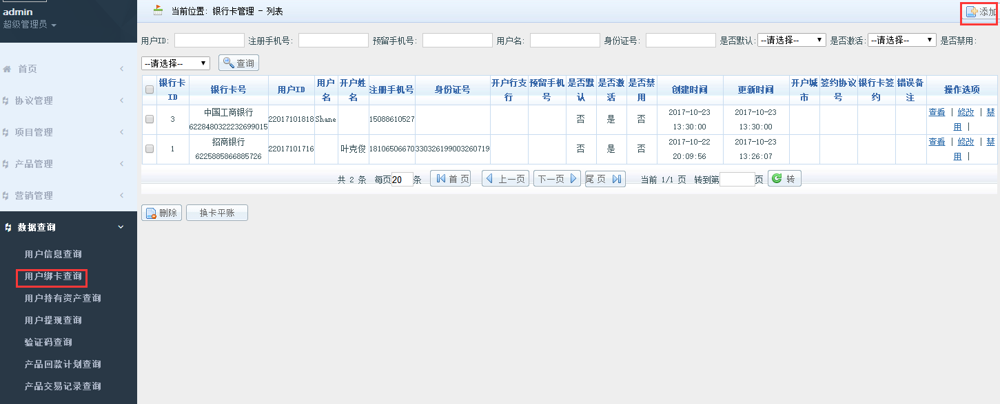 admin
超级管理员
首页
协议管理
项目管理
产品管理
营销管理
数据查询
用户信息查询
用户绑卡查询
用户持有资产查询
用户提现查询
验证码查询
产品回款计划查询
产品交易记录查询
当前位置: 银行卡管理 - 列表
添加
用户ID: 注册手机号: 预留手机号: 用户名: 身份证号: 是否默认: --请选择-- 是否激活: --请选择-- 是否禁用:
--请选择-- 查询
银行卡ID 银行卡号 用户ID 用户名 开户姓名 注册手机号 身份证号 开户行支行 预留手机号 是否默认 是否激活 是否禁用 创建时间 更新时间 开户城市 签约协议号 银行卡签约 错误备注 操作选项
3 中国工商银行 6228480322232699015 22017101818 Shane 15088610527 否 是 否 2017-10-23 13:30:00 2017-10-23 13:30:00 查看 | 修改 | 禁用 |
1 招商银行 6225885866885726 22017101716 叶克俊 18106506670 330326199003260719 否 是 否 2017-10-22 20:09:56 2017-10-23 13:26:07 查看 | 修改 | 禁用 |
共 2 条 每页20 条 首 页 上一页 下一页 尾 页 当前 1/1 页 转到第 页 转
删除 换卡平账